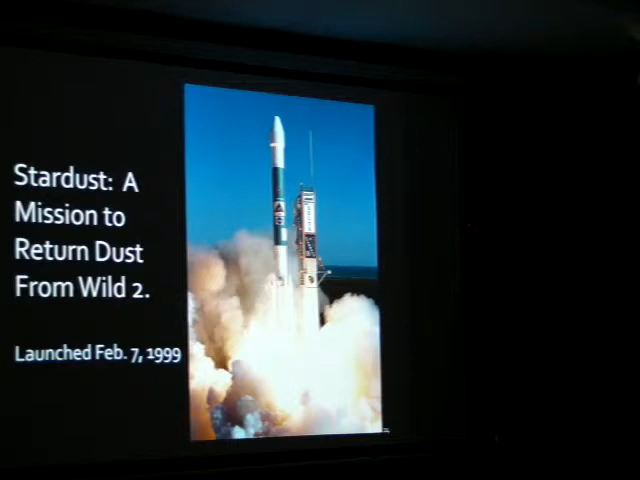 Stardust: A
Mission to
Return Dust
From Wild 2.
Launched Feb. 7, 1999